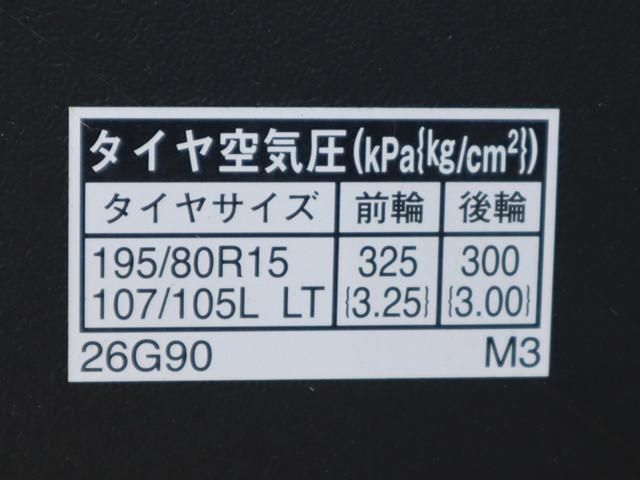 タイヤ空気圧(kPa{kg/cm²})
タイヤサイズ 前輪 後輪
195/80R15 325 300
107/105L LT {3.25} {3.00}
26G90 M3